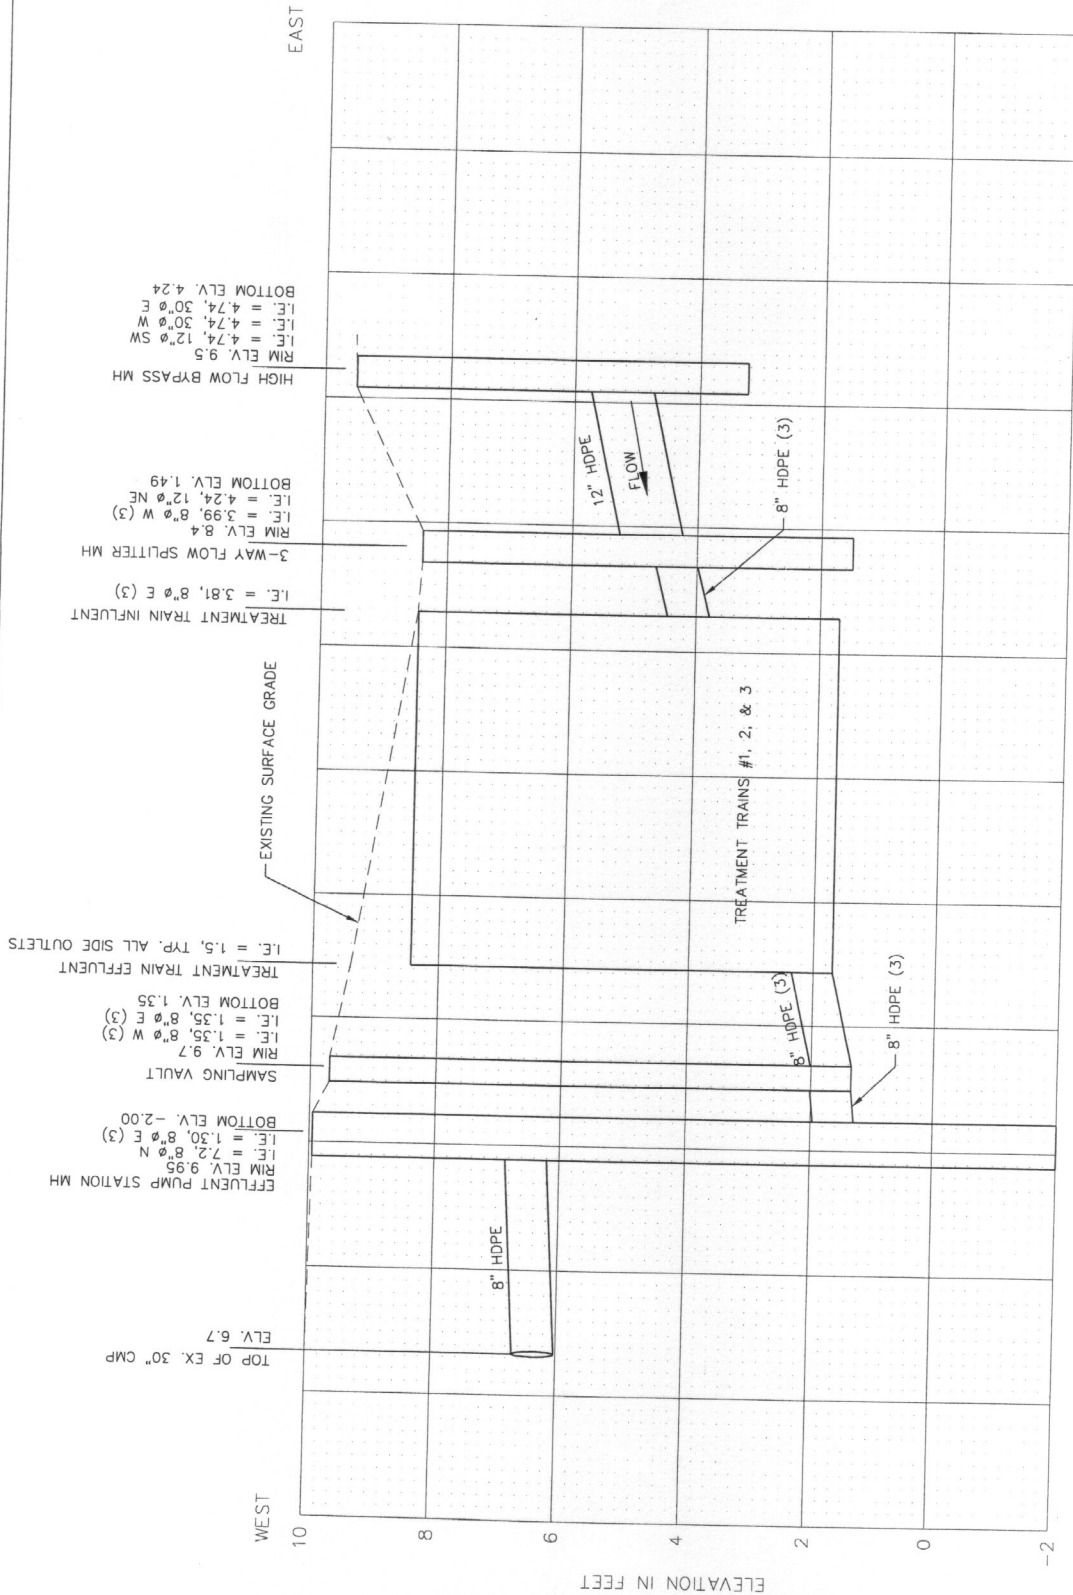 WEST
EAST
TOP OF EX. 30" CMP
ELV. 6.7
EFFLUENT PUMP STATION MH
RIM ELV. 9.95
I.E. = 7.2, 8"ø N
I.E. = 1.30, 8"ø E (3)
BOTTOM ELV. -2.00
SAMPLING VAULT
RIM ELV. 9.7
I.E. = 1.35, 8"ø W (3)
I.E. = 1.35, 8"ø E (3)
BOTTOM ELV. 1.35
TREATMENT TRAIN EFFLUENT
I.E. = 1.5, TYP. ALL SIDE OUTLETS
EXISTING SURFACE GRADE
TREATMENT TRAIN INFLUENT
I.E. = 3.81, 8"ø E (3)
3-WAY FLOW SPLITTER MH
RIM ELV. 8.4
I.E. = 3.99, 8"ø W (3)
I.E. = 4.24, 12"ø NE
BOTTOM ELV. 1.49
HIGH FLOW BYPASS MH
RIM ELV. 9.5
I.E. = 4.74, 12"ø SW
I.E. = 4.74, 30"ø W
I.E. = 4.74, 30"ø E
BOTTOM ELV. 4.24
8" HDPE
8" HDPE (3)
8" HDPE (3)
TREATMENT TRAINS #1, 2, & 3
8" HDPE (3)
12" HDPE
FLOW
ELEVATION IN FEET
10
8
6
4
2
0
-2